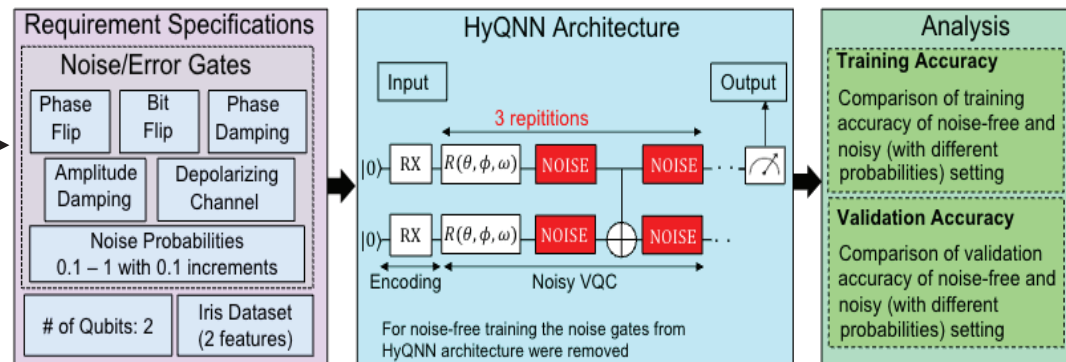 Requirement Specifications
Noise/Error Gates
Phase
Flip
Bit
Flip
Phase
Damping
Amplitude
Damping
Depolarizing
Channel
Noise Probabilities
0.1 – 1 with 0.1 increments
# of Qubits: 2
Iris Dataset
(2 features)
HyQNN Architecture
Input
Output
3 repititions
|0⟩ RX R(θ, ϕ, ω) NOISE NOISE ...
|0⟩ RX R(θ, ϕ, ω) NOISE NOISE ...
Encoding
Noisy VQC
For noise-free training the noise gates from
HyQNN architecture were removed
Analysis
Training Accuracy
Comparison of training
accuracy of noise-free and
noisy (with different
probabilities) setting
Validation Accuracy
Comparison of validation
accuracy of noise-free and
noisy (with different
probabilities) setting